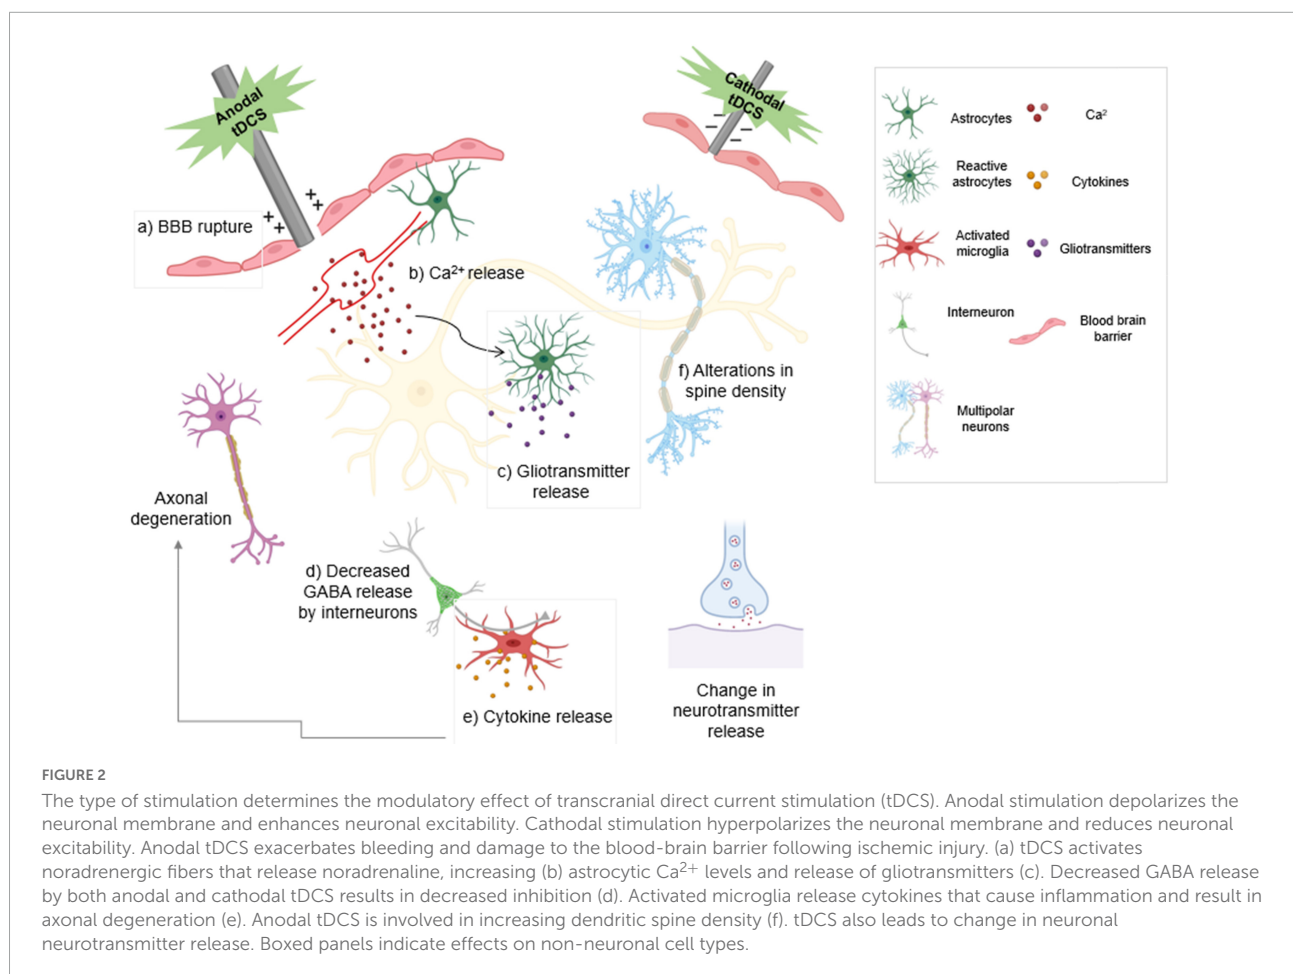 Anodal
tDCS
Cathodal
tDCS
a) BBB rupture
b) Ca2+ release
c) Gliotransmitter
release
f) Alterations in
spine density
Axonal
degeneration
d) Decreased
GABA release
by interneurons
e) Cytokine release
Change in
neurotransmitter
release
Astrocytes
Ca2
Reactive
astrocytes
Cytokines
Activated
microglia
Gliotransmitters
Interneuron
Blood brain
barrier
Multipolar
neurons
FIGURE 2
The type of stimulation determines the modulatory effect of transcranial direct current stimulation (tDCS). Anodal stimulation depolarizes the
neuronal membrane and enhances neuronal excitability. Cathodal stimulation hyperpolarizes the neuronal membrane and reduces neuronal
excitability. Anodal tDCS exacerbates bleeding and damage to the blood-brain barrier following ischemic injury. (a) tDCS activates
noradrenergic fibers that release noradrenaline, increasing (b) astrocytic Ca2+ levels and release of gliotransmitters (c). Decreased GABA release
by both anodal and cathodal tDCS results in decreased inhibition (d). Activated microglia release cytokines that cause inflammation and result in
axonal degeneration (e). Anodal tDCS is involved in increasing dendritic spine density (f). tDCS also leads to change in neuronal
neurotransmitter release. Boxed panels indicate effects on non-neuronal cell types.